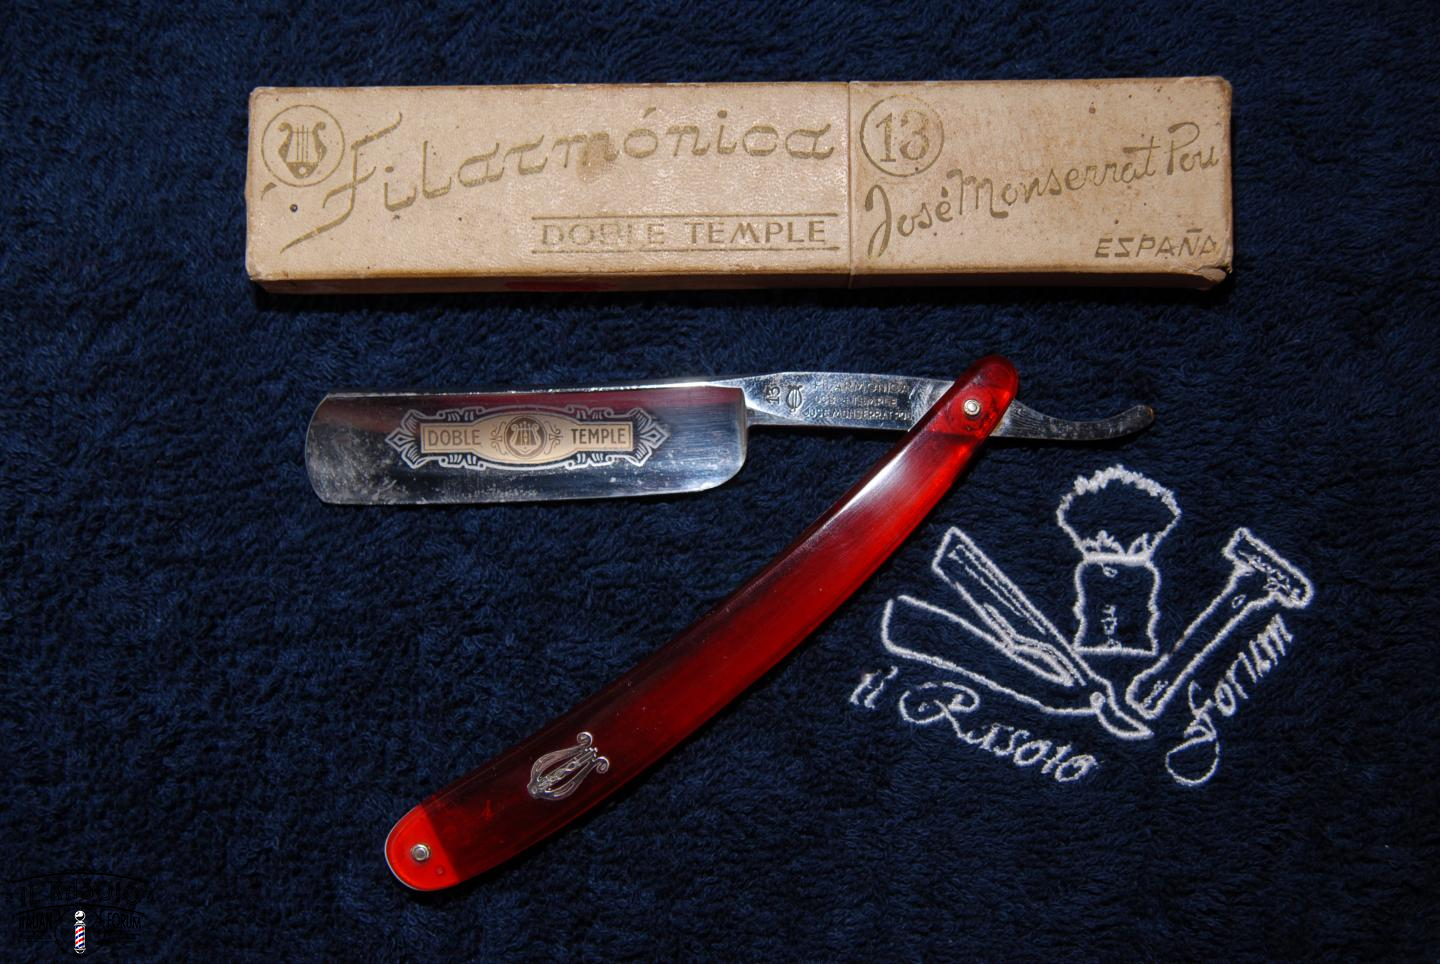 Filarmónica
DOBLE TEMPLE
13
José Monserrat Pou
ESPAÑA
DOBLE TEMPLE
13
FILARMONICA
DOBLE TEMPLE
JOSE MONSERRAT POU
il Rasoio
forum